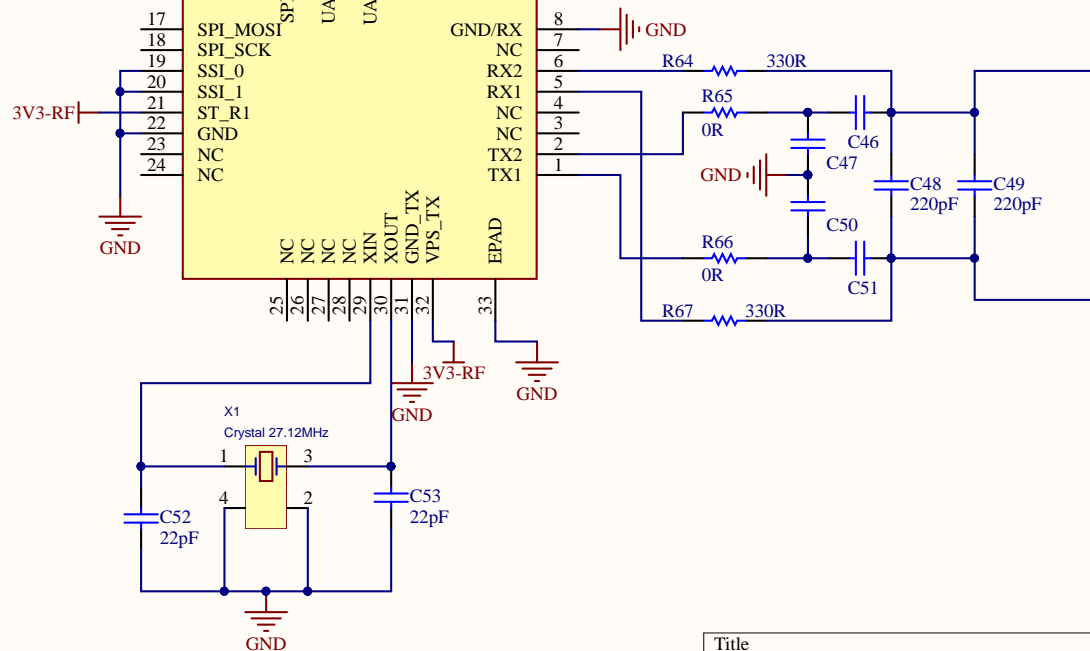 SPI
UA
UA
17 SPI_MOSI
18 SPI_SCK
19 SSI_0
20 SSI_1
3V3-RF 21 ST_R1
22 GND
23 NC
24 NC
GND
GND/RX 8 GND
NC 7
RX2 6 R64 330R
RX1 5 R65
NC 4 0R
NC 3
TX2 2
TX1 1
C46
C47
GND
C48
220pF
C49
220pF
C50
R66
0R
C51
R67 330R
NC
NC
NC
NC
XIN
XOUT
GND_TX
VPS_TX
EPAD
25
26
27
28
29
30
31
32
33
3V3-RF
GND
GND
X1
Crystal 27.12MHz
1 3
4 2
C52
22pF
C53
22pF
GND
Title